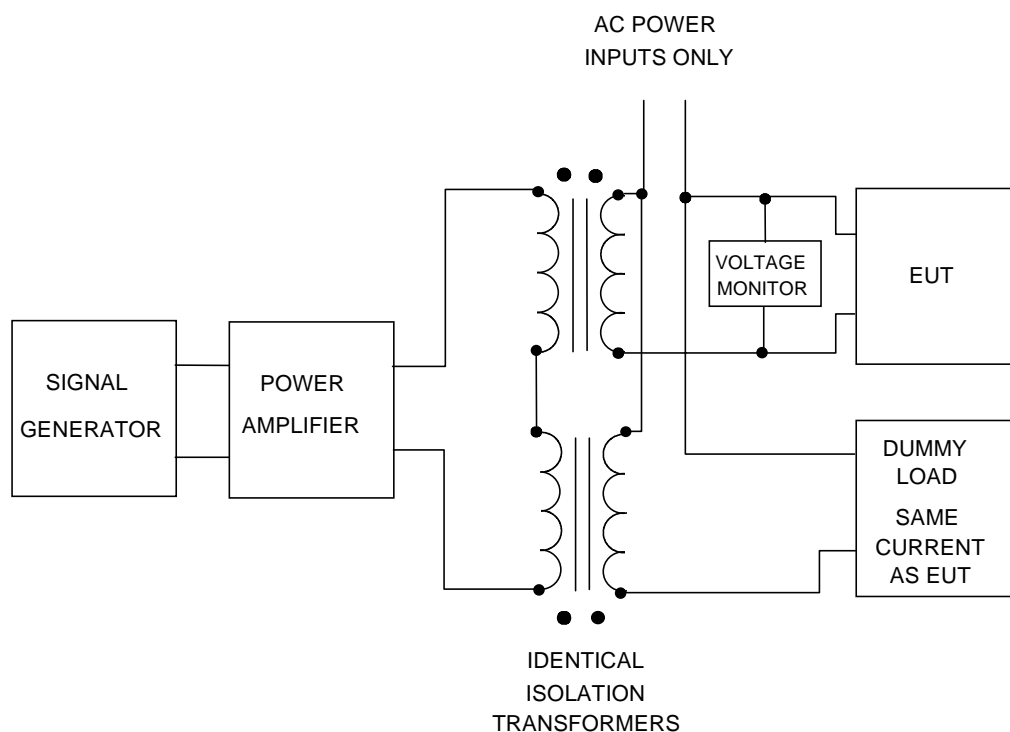 AC POWER
INPUTS ONLY
VOLTAGE
MONITOR
EUT
SIGNAL
GENERATOR
POWER
AMPLIFIER
DUMMY
LOAD
SAME
CURRENT
AS EUT
IDENTICAL
ISOLATION
TRANSFORMERS